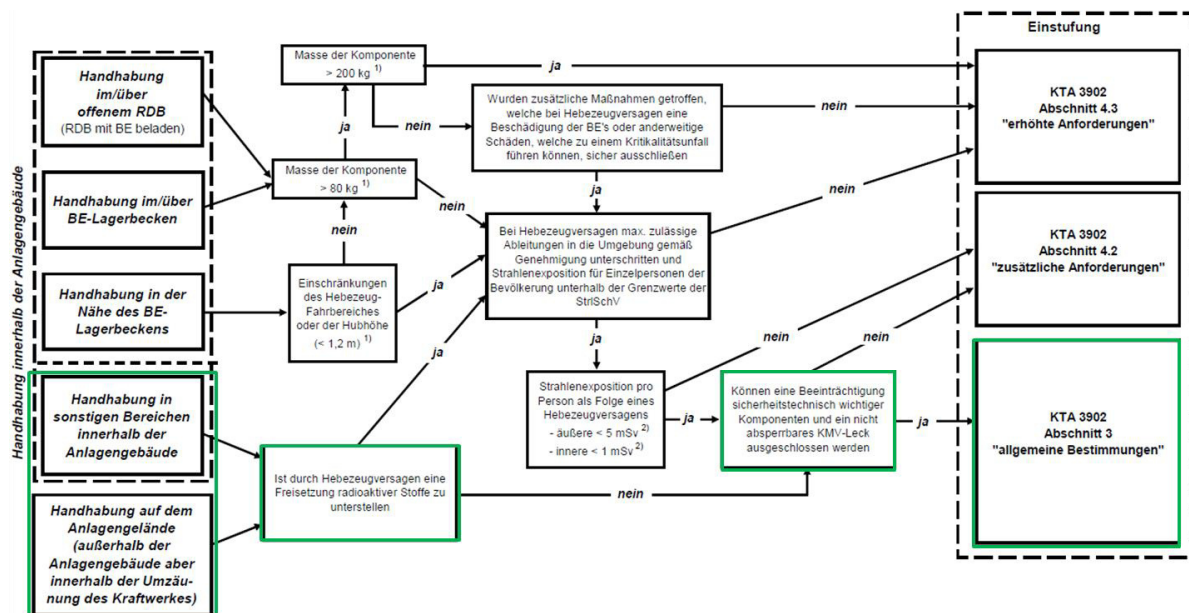 Handhabung innerhalb der Anlagengebäude
Handhabung
im/über
offenem RDB
(RDB mit BE beladen)
Handhabung im/über
BE-Lagerbecken
Handhabung in der
Nähe des BE-
Lagerbeckens
Handhabung in
sonstigen Bereichen
innerhalb der
Anlagengebäude
Handhabung auf dem
Anlagengelände
(außerhalb der
Anlagengebäude aber
innerhalb der Umzäu-
nung des Kraftwerkes)
Masse der Komponente
> 200 kg 1)
ja
ja
nein
Masse der Komponente
> 80 kg 1)
nein
nein
Einschränkungen
des Hebezeug-
Fahrbereiches
oder der Hubhöhe
(< 1,2 m) 1)
ja
ja
Ist durch Hebezeugversagen eine
Freisetzung radioaktiver Stoffe zu
unterstellen
nein
Wurden zusätzliche Maßnahmen getroffen,
welche bei Hebezeugversagen eine
Beschädigung der BE's oder anderweitige
Schäden, welche zu einem Kritikalitätsunfall
führen können, sicher ausschließen
nein
ja
Bei Hebezeugversagen max. zulässige
Ableitungen in die Umgebung gemäß
Genehmigung unterschritten und
Strahlenexposition für Einzelpersonen der
Bevölkerung unterhalb der Grenzwerte der
StrlSchV
nein
ja
Strahlenexposition pro
Person als Folge eines
Hebezeugversagens
- äußere < 5 mSv 2)
- innere < 1 mSv 2)
nein
ja
Können eine Beeinträchtigung
sicherheitstechnisch wichtiger
Komponenten und ein nicht
absperrbares KMV-Leck
ausgeschlossen werden
nein
ja
Einstufung
KTA 3902
Abschnitt 4.3
"erhöhte Anforderungen"
KTA 3902
Abschnitt 4.2
"zusätzliche Anforderungen"
KTA 3902
Abschnitt 3
"allgemeine Bestimmungen"